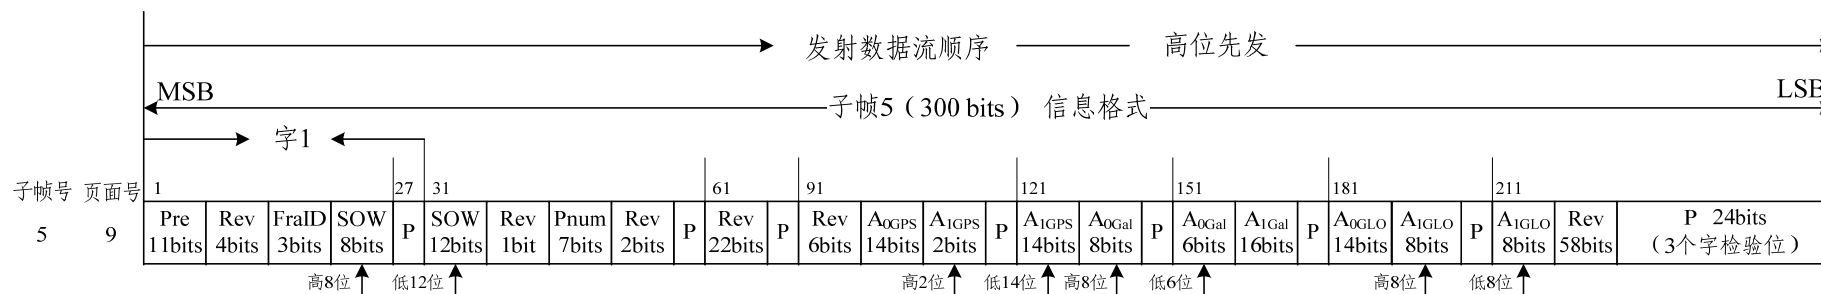 发射数据流顺序 高位先发
MSB LSB
子帧5（300 bits） 信息格式
字1
子帧号 页面号 1 27 31 61 91 121 151 181 211
5 9 Pre 11bits Rev 4bits FraID 3bits SOW 8bits P SOW 12bits Rev 1bit Pnum 7bits Rev 2bits P Rev 22bits P Rev 6bits A0GPS 14bits A1GPS 2bits P A1GPS 14bits A0Gal 8bits P A0Gal 6bits A1Gal 16bits P A0GLO 14bits A1GLO 8bits P A1GLO 8bits Rev 58bits P 24bits （3个字检验位）
高8位 低12位 高2位 低14位 高8位 低6位 高8位 低8位